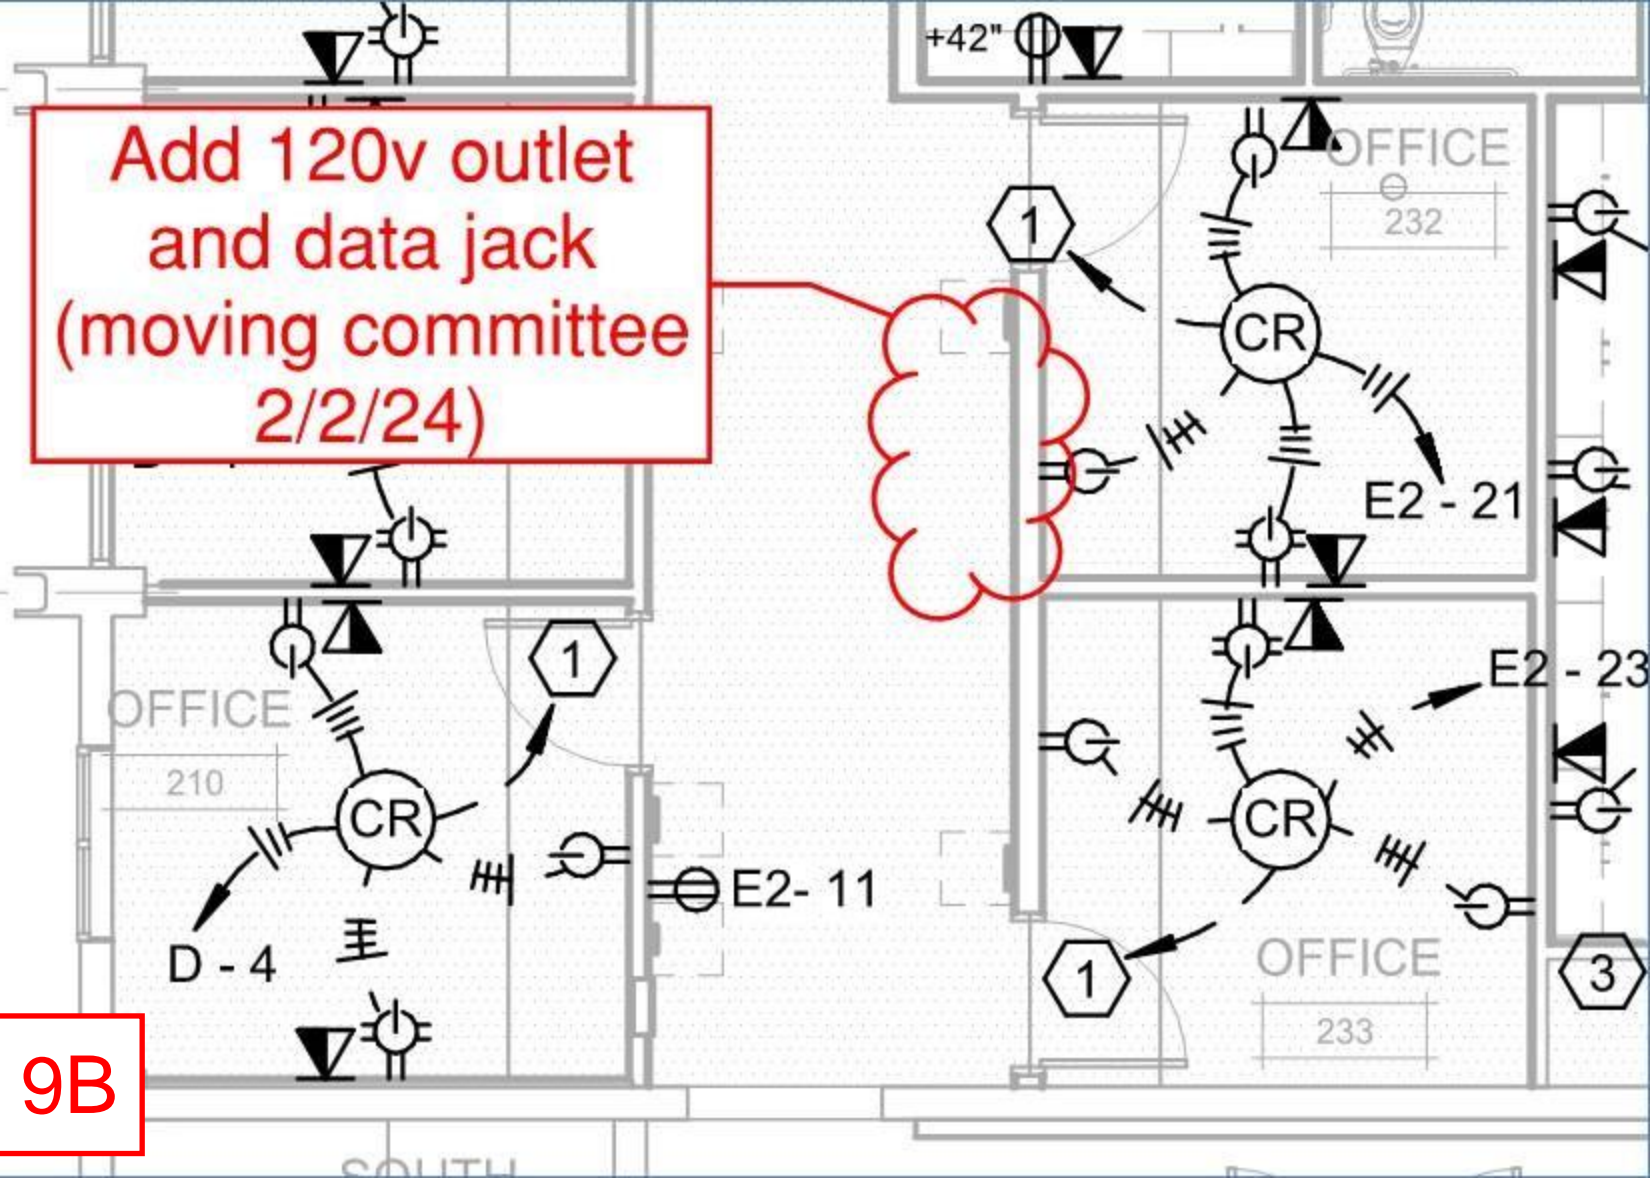 +42"
Add 120v outlet
and data jack
(moving committee
2/2/24)
1
OFFICE
232
CR
E2 - 21
1
OFFICE
210
CR
D - 4
E2- 11
E2 - 23
CR
1
OFFICE
233
3
9B
SOUTH